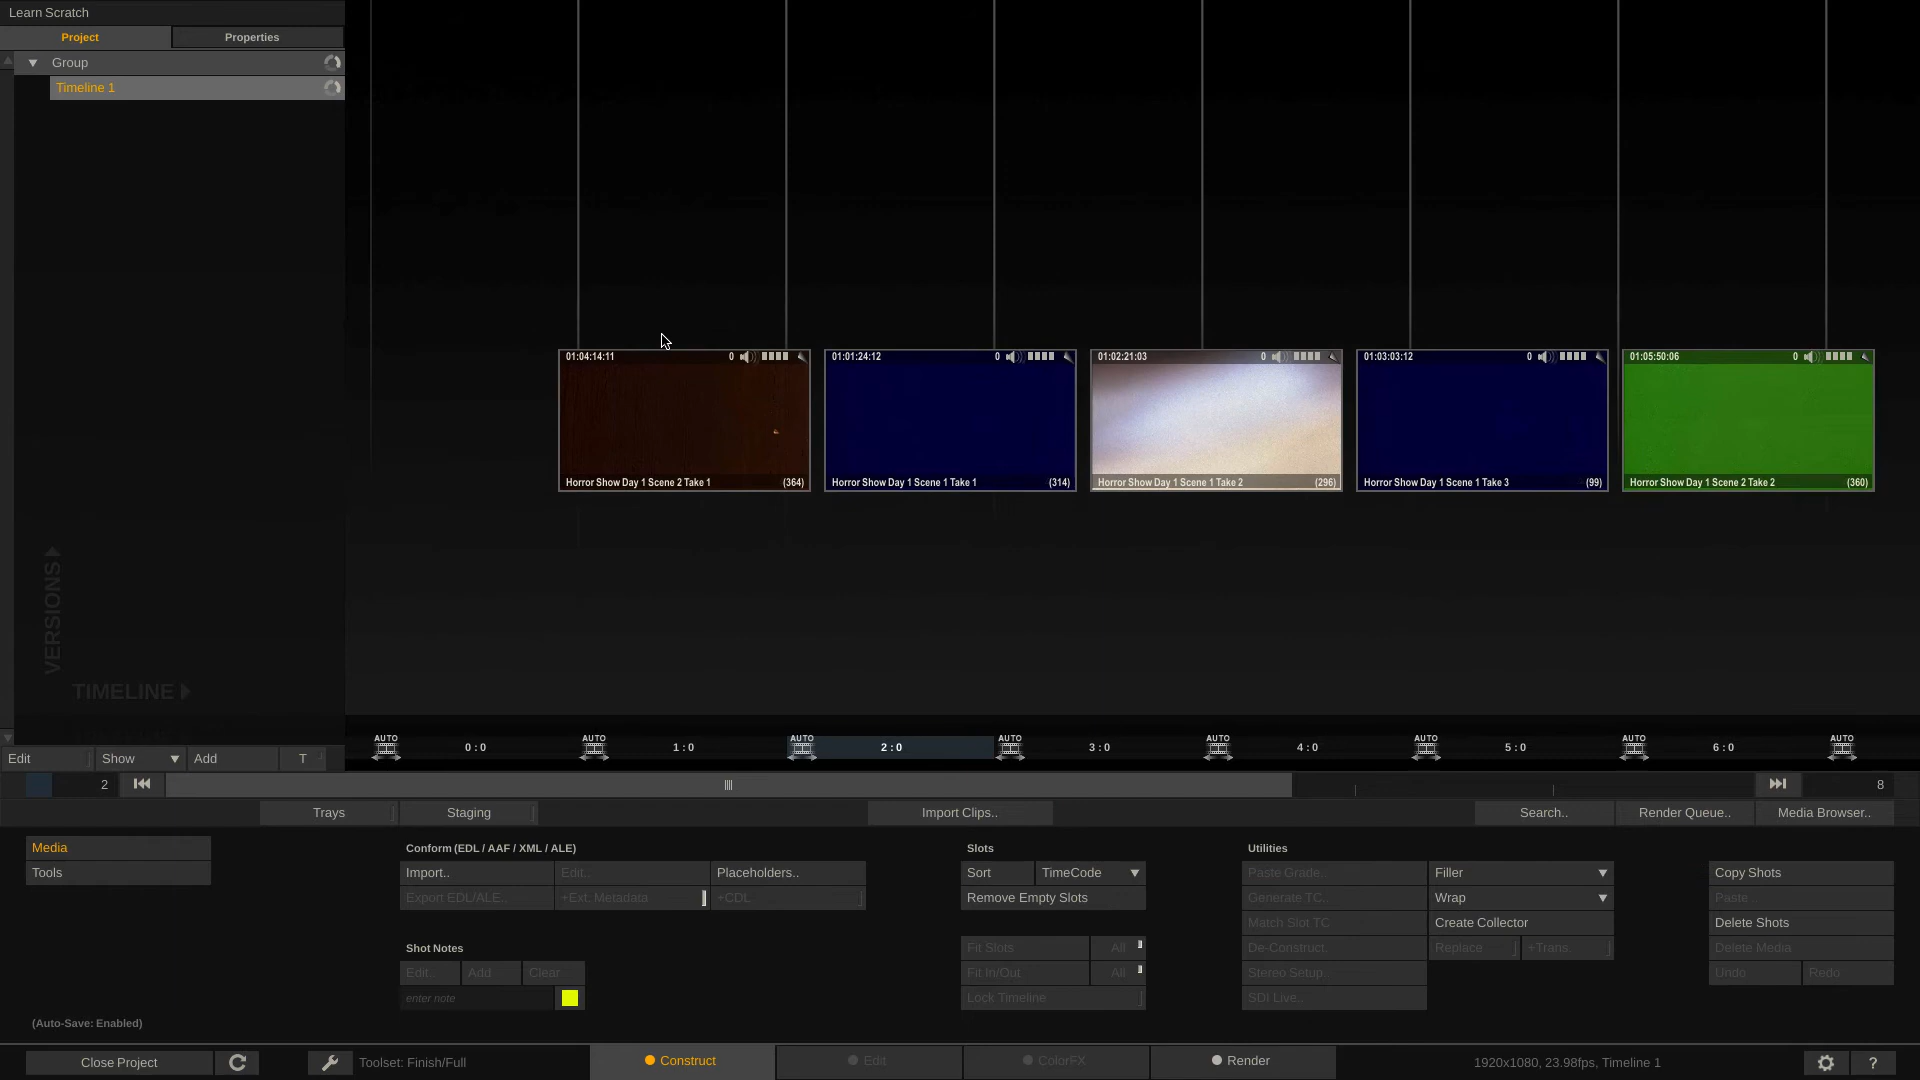 Learn Scratch
Project Properties
Group
Timeline 1
01:04:14:11 0
01:01:24:12 0
01:02:21:03 0
01:03:03:12 0
01:05:50:06 0
Horror Show Day 1 Scene 2 Take 1 (364)
Horror Show Day 1 Scene 1 Take 1 (314)
Horror Show Day 1 Scene 1 Take 2 (296)
Horror Show Day 1 Scene 1 Take 3 (99)
Horror Show Day 1 Scene 2 Take 2 (360)
VERSIONS
TIMELINE
AUTO AUTO AUTO AUTO AUTO AUTO AUTO AUTO
0 : 0 1 : 0 2 : 0 3 : 0 4 : 0 5 : 0 6 : 0
Edit Show Add T
2 8
Trays Staging Import Clips.. Search.. Render Queue.. Media Browser..
Media
Tools
Conform (EDL / AAF / XML / ALE)
Import.. Edit.. Placeholders..
Export EDL/ALE.. +Ext. Metadata +CDL
Shot Notes
Edit.. Add Clear
enter note
Slots
Sort TimeCode
Remove Empty Slots
Fit Slots All
Fit In/Out All
Lock Timeline
Utilities
Paste Grade.. Filler
Generate TC.. Wrap
Match Slot TC Create Collector
De-Construct.. Replace +Trans..
Stereo Setup..
SDI Live..
Copy Shots
Paste..
Delete Shots
Delete Media
Undo Redo
(Auto-Save: Enabled)
Close Project Toolset: Finish/Full Construct Edit ColorFX Render 1920x1080, 23.98fps, Timeline 1 ?